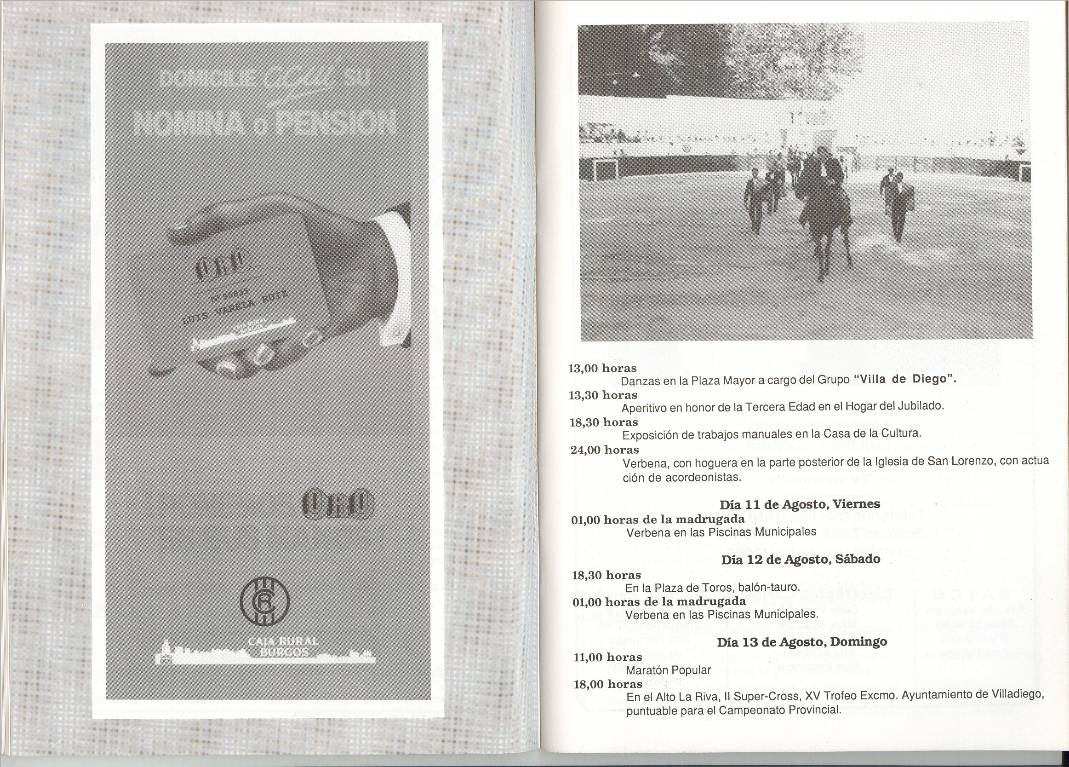 DOMICILIE aquí SU
NOMINA o PENSION
ORO
LUIS VARELA RUIZ
CAJA RURAL
BURGOS
ORO
CAJA RURAL
BURGOS
13,00 horas
Danzas en la Plaza Mayor a cargo del Grupo "Villa de Diego".
13,30 horas
Aperitivo en honor de la Tercera Edad en el Hogar del Jubilado.
18,30 horas
Exposición de trabajos manuales en la Casa de la Cultura.
24,00 horas
Verbena, con hoguera en la parte posterior de la Iglesia de San Lorenzo, con actua
ción de acordeonistas.
Día 11 de Agosto, Viernes
01,00 horas de la madrugada
Verbena en las Piscinas Municipales
Día 12 de Agosto, Sábado
18,30 horas
En la Plaza de Toros, balón-tauro.
01,00 horas de la madrugada
Verbena en las Piscinas Municipales.
Día 13 de Agosto, Domingo
11,00 horas
Maratón Popular
18,00 horas
En el Alto La Riva, II Super-Cross, XV Trofeo Excmo. Ayuntamiento de Villadiego,
puntuable para el Campeonato Provincial.